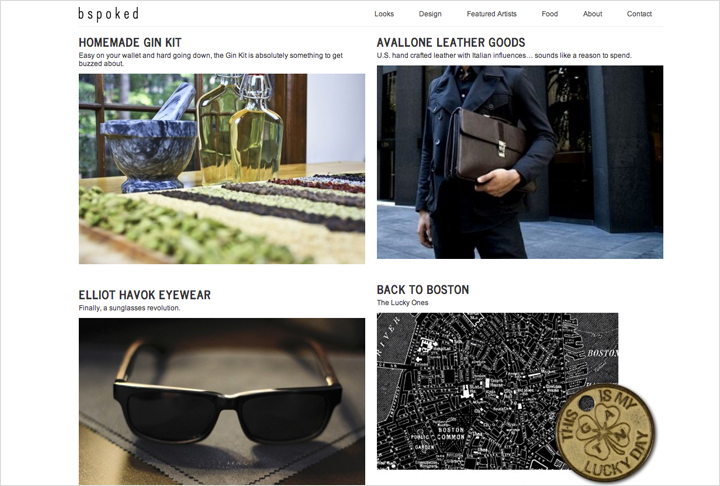 bspoked
Looks Design Featured Artists Food About Contact
HOMEMADE GIN KIT
Easy on your wallet and hard going down, the Gin Kit is absolutely something to get
buzzed about.
AVALLONE LEATHER GOODS
U.S. hand crafted leather with Italian influences... sounds like a reason to spend.
ELLIOT HAVOK EYEWEAR
Finally, a sunglasses revolution.
BACK TO BOSTON
The Lucky Ones
RIVER
BOSTON
BOSTON
COMMON
PUBLIC
GARDEN
THIS IS MY
LUCKY DAY